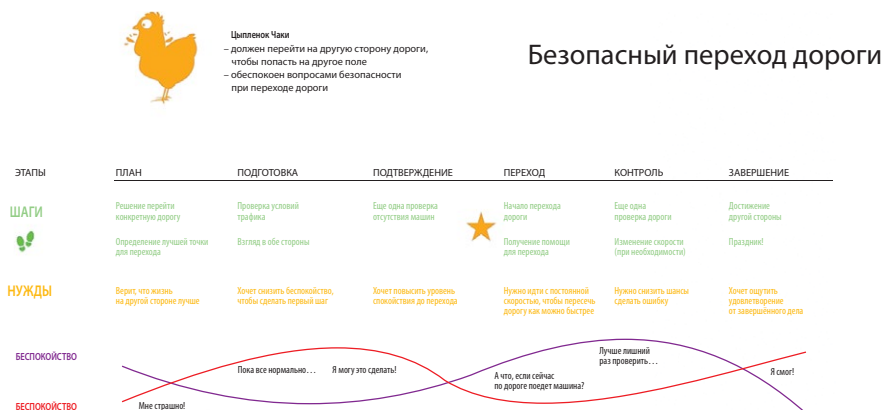 Цыпленок Чаки
– должен перейти на другую сторону дороги,
чтобы попасть на другое поле
– обеспокоен вопросами безопасности
при переходе дороги
Безопасный переход дороги
ЭТАПЫ
ПЛАН
ПОДГОТОВКА
ПОДТВЕРЖДЕНИЕ
ПЕРЕХОД
КОНТРОЛЬ
ЗАВЕРШЕНИЕ
ШАГИ
Решение перейти
конкретную дорогу
Проверка условий
трафика
Еще одна проверка
отсутствия машин
Начало перехода
дороги
Еще одна
проверка дороги
Достижение
другой стороны
Определение лучшей точки
для перехода
Взгляд в обе стороны
Получение помощи
для перехода
Изменение скорости
(при необходимости)
Праздник!
НУЖДЫ
Верит, что жизнь
на другой стороне лучше
Хочет снизить беспокойство,
чтобы сделать первый шаг
Хочет повысить уровень
спокойствия до перехода
Нужно идти с постоянной
скоростью, чтобы пересечь
дорогу как можно быстрее
Нужно снизить шансы
сделать ошибку
Хочет ощутить
удовлетворение
от завершённого дела
БЕСПОКОЙСТВО
Пока все нормально…
Я могу это сделать!
А что, если сейчас
по дороге поедет машина?
Лучше лишний
раз проверить…
Я смог!
БЕСПОКОЙСТВО
Мне страшно!